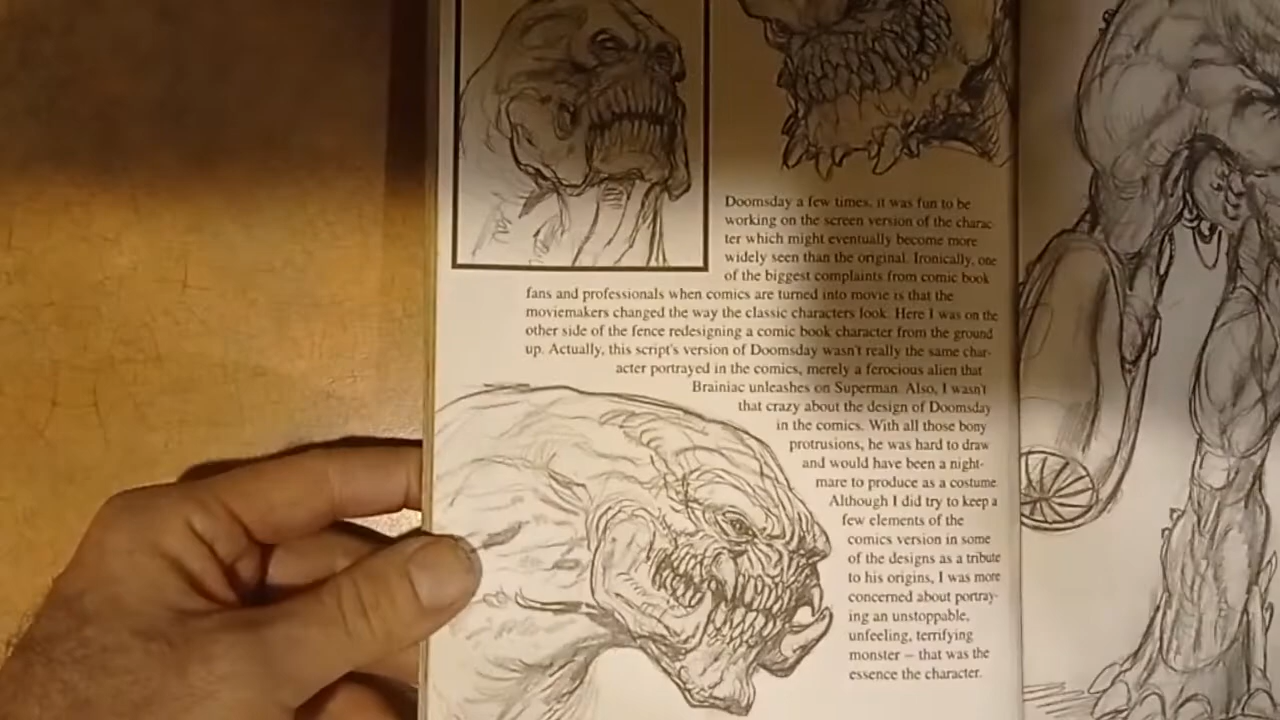 Doomsday a few times, it was fun to be
working on the screen version of the charac-
ter which might eventually become more
widely seen than the original. Ironically, one
of the biggest complaints from comic book
fans and professionals when comics are turned into movie is that the
moviemakers changed the way the classic characters look. Here I was on the
other side of the fence redesigning a comic book character from the ground
up. Actually, this script's version of Doomsday wasn't really the same char-
acter portrayed in the comics, merely a ferocious alien that
Brainiac unleashes on Superman. Also, I wasn't
that crazy about the design of Doomsday
in the comics. With all those bony
protrusions, he was hard to draw
and would have been a night-
mare to produce as a costume.
Although I did try to keep a
few elements of the
comics version in some
of the designs as a tribute
to his origins, I was more
concerned about portray-
ing an unstoppable,
unfeeling, terrifying
monster – that was the
essence the character.